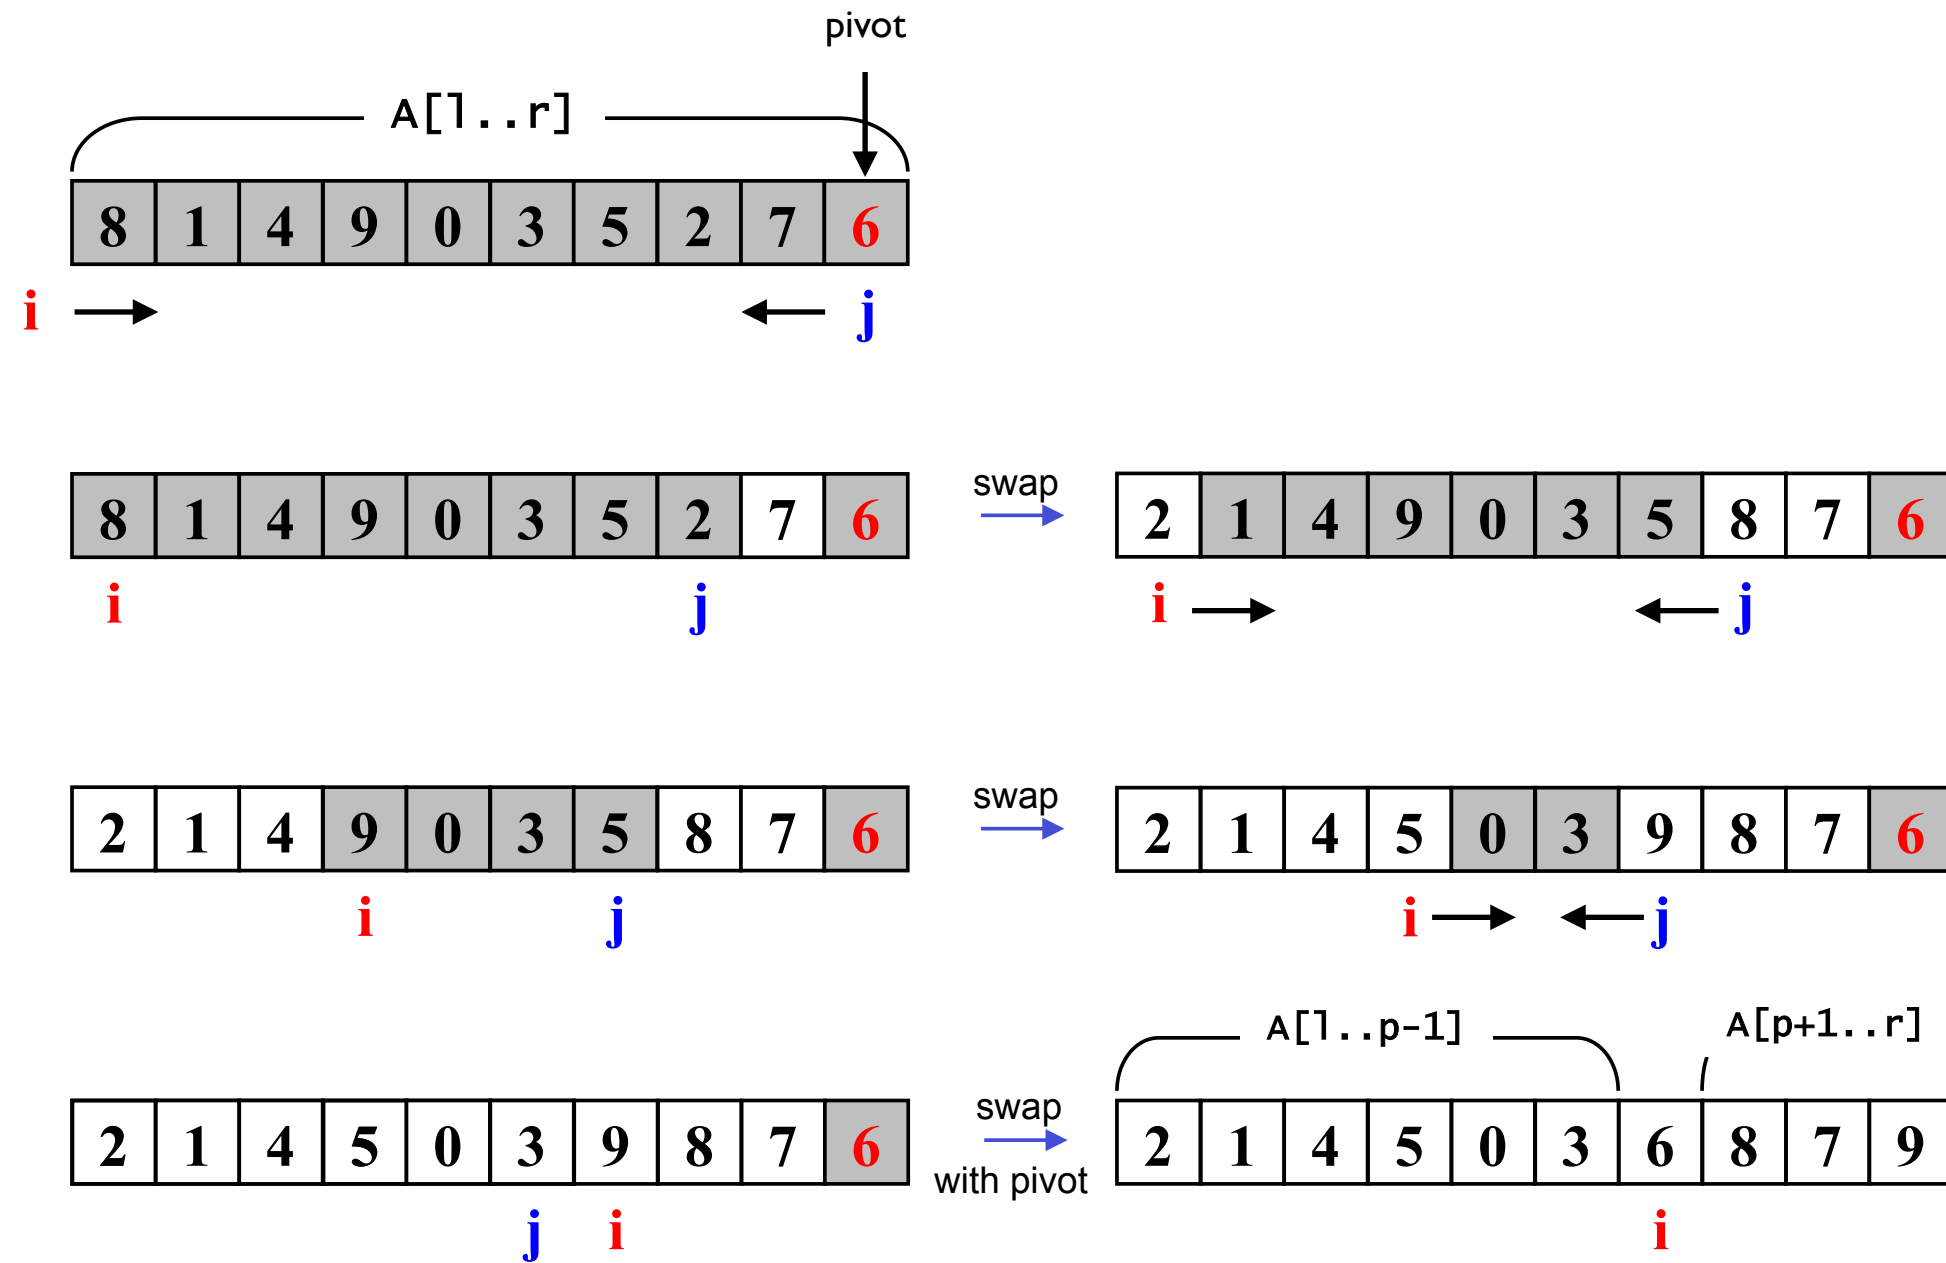 pivot
A[l..r]
8 1 4 9 0 3 5 2 7 6
i j
8 1 4 9 0 3 5 2 7 6
i j
swap
2 1 4 9 0 3 5 8 7 6
i j
2 1 4 9 0 3 5 8 7 6
i j
swap
2 1 4 5 0 3 9 8 7 6
i j
2 1 4 5 0 3 9 8 7 6
j i
swap
with pivot
A[l..p-1] A[p+1..r]
2 1 4 5 0 3 6 8 7 9
i